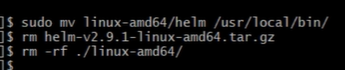 ]$ sudo mv linux-amd64/helm /usr/local/bin/
]$ rm helm-v2.9.1-linux-amd64.tar.gz
]$ rm -rf ./linux-amd64/
]$